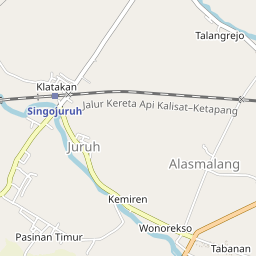 Talangrejo
Klatakan
Jalur Kereta Api Kalisat–Ketapang
Singojuruh
Juruh
Alasmalang
Kemiren
Wonorekso
Pasinan Timur
Tabanan